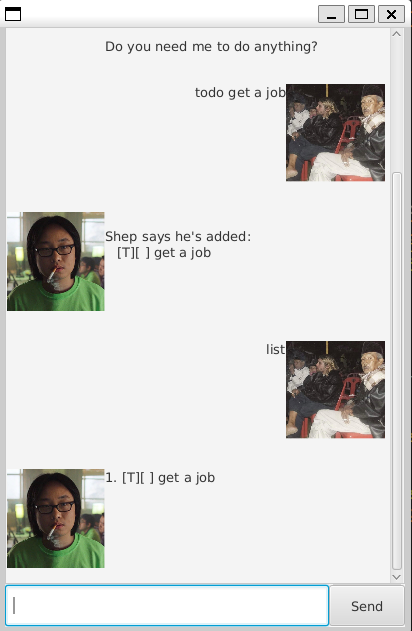 Do you need me to do anything?
todo get a job
Shep says he's added:
[T][ ] get a job
list
1. [T][ ] get a job
Send